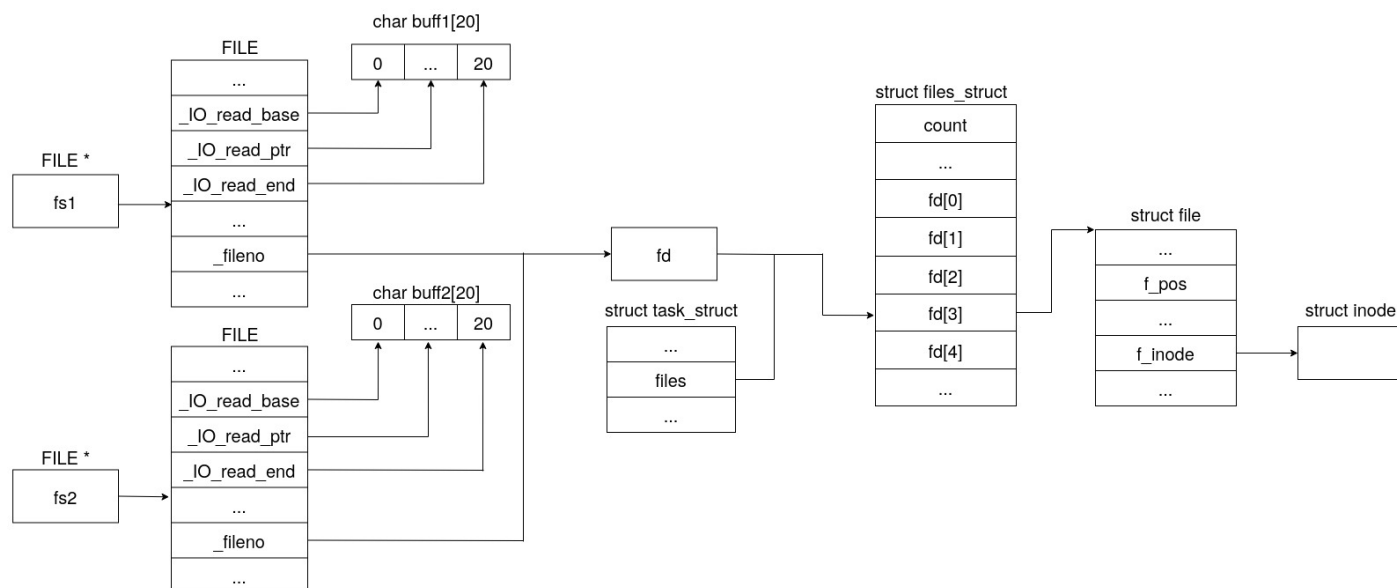 char buff1[20]
0 ... 20
FILE
...
_IO_read_base
_IO_read_ptr
_IO_read_end
...
_fileno
...
FILE *
fs1
char buff2[20]
0 ... 20
FILE
...
_IO_read_base
_IO_read_ptr
_IO_read_end
...
_fileno
...
FILE *
fs2
fd
struct task_struct
...
files
...
struct files_struct
count
...
fd[0]
fd[1]
fd[2]
fd[3]
fd[4]
...
struct file
...
f_pos
...
f_inode
...
struct inode